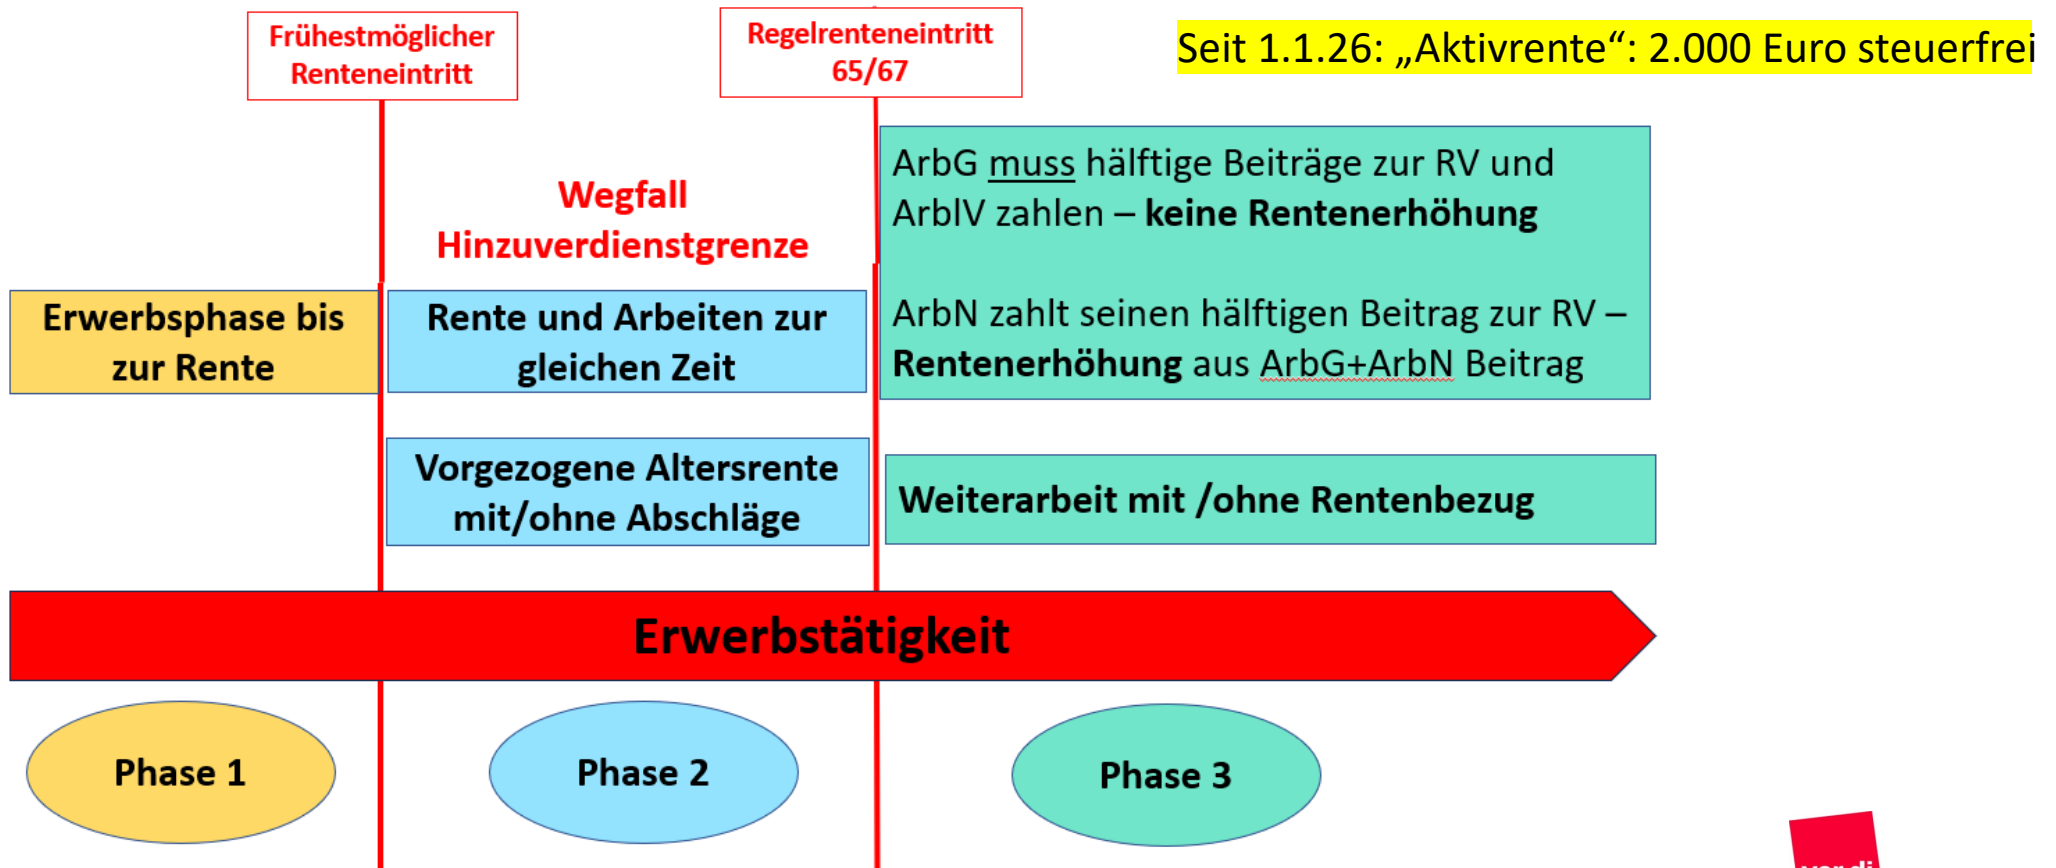 Frühestmöglicher
Renteneintritt
Regelrenteneintritt
65/67
Seit 1.1.26: „Aktivrente“: 2.000 Euro steuerfrei
Wegfall
Hinzuverdienstgrenze
ArbG muss hälftige Beiträge zur RV und
ArblV zahlen – keine Rentenerhöhung
ArbN zahlt seinen hälftigen Beitrag zur RV –
Rentenerhöhung aus ArbG+ArbN Beitrag
Erwerbsphase bis
zur Rente
Rente und Arbeiten zur
gleichen Zeit
Vorgezogene Altersrente
mit/ohne Abschläge
Weiterarbeit mit /ohne Rentenbezug
Erwerbstätigkeit
Phase 1
Phase 2
Phase 3